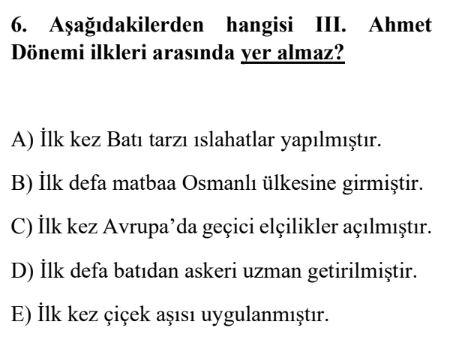 6. Aşağıdakilerden hangisi III. Ahmet
Dönemi ilkleri arasında yer almaz?
A) İlk kez Batı tarzı ıslahatlar yapılmıştır.
B) İlk defa matbaa Osmanlı ülkesine girmiştir.
C) İlk kez Avrupa’da geçici elçilikler açılmıştır.
D) İlk defa batıdan askeri uzman getirilmiştir.
E) İlk kez çiçek aşısı uygulanmıştır.